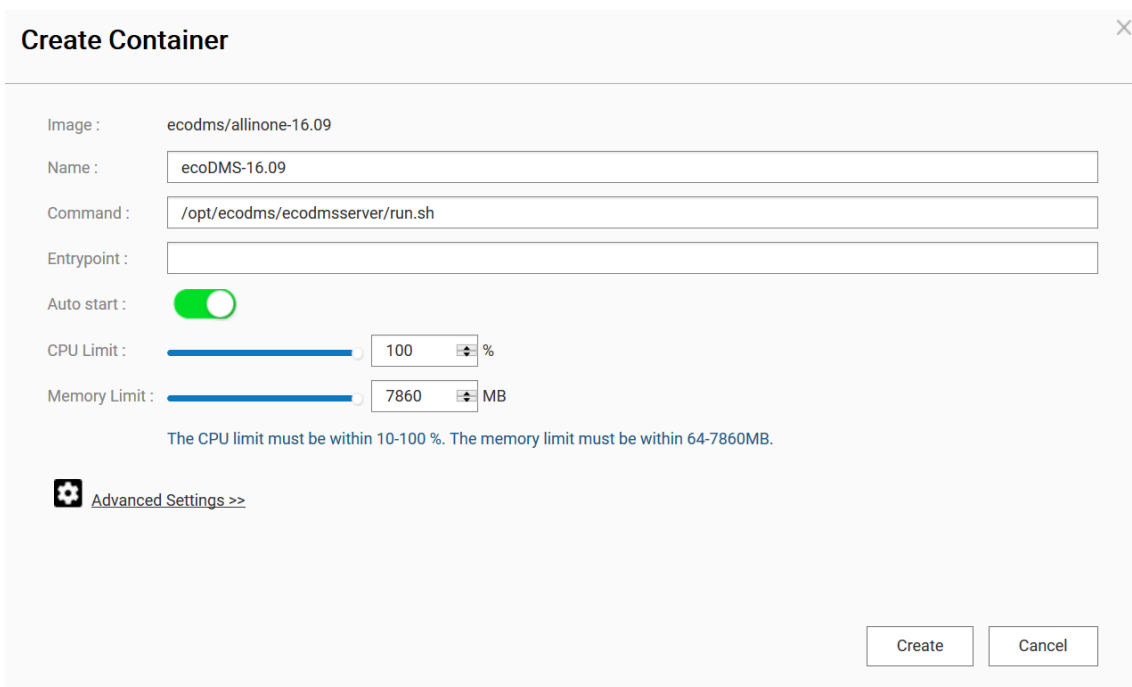 Create Container
Image : ecodms/allinone-16.09
Name : ecoDMS-16.09
Command : /opt/ecodms/ecodmsserver/run.sh
Entrypoint :
Auto start :
CPU Limit : 100 %
Memory Limit : 7860 MB
The CPU limit must be within 10-100 %. The memory limit must be within 64-7860MB.
Advanced Settings >>
Create Cancel